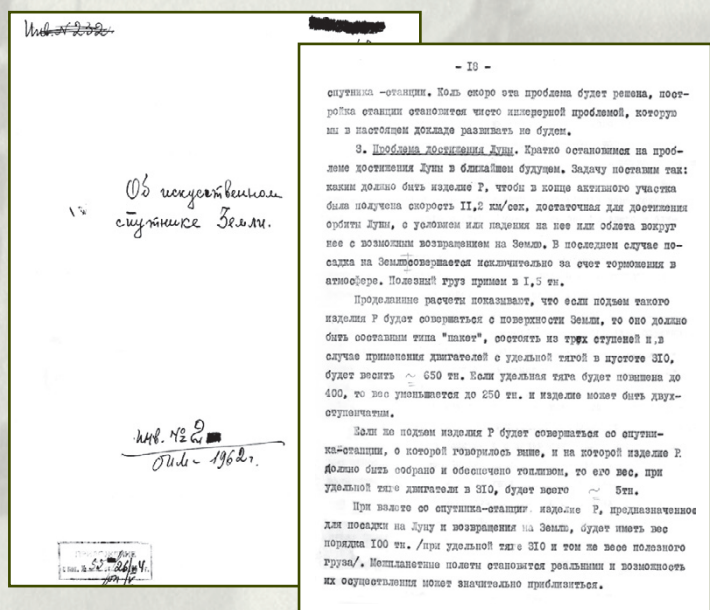 Инв. № 232.
Об искуственном
спутнике Земли.
инв. № 2
ОПМ - 1962 г.
- 18 -
спутника -станции. Коль скоро эта проблема будет решена, пост-
ройка станции становится чисто инженерной проблемой, которую
мы в настоящем докладе развивать не будем.
3. Проблема достижения Луны. Кратко остановимся на проб-
леме достижения Луны в ближайшем будущем. Задачу поставим так:
каким должно быть изделие Р, чтобы в конце активного участка
была получена скорость II,2 км/сек, достаточная для достижения
орбиты Луны, с условием или падения на нее или облета вокруг
нее с возможным возвращением на Землю. В последнем случае по-
садка на Землю совершается исключительно за счет торможения в
атмосфере. Полезный груз примем в I,5 тн.
Проделанные расчеты показывают, что если подъем такого
изделия Р будет совершаться с поверхности Земли, то оно должно
быть составным типа "пакет", состоять из трех ступеней и,в
случае применения двигателей с удельной тягой в пустоте 3I0,
будет весить ~ 650 тн. Если удельная тяга будет повышена до
400, то вес уменьшается до 250 тн. и изделие может быть двух-
ступенчатым.
Если же подъем изделия Р будет совершаться со спутни-
ка-станции, о которой говорилось выше, и на которой изделие Р.
должно быть собрано и обеспечено топливом, то его вес, при
удельной тяге двигателя в 3I0, будет всего ~ 5тн.
При взлете со спутника-станции изделие Р, предназначенное
для посадки на Луну и возвращения на Землю, будет иметь вес
порядка I00 тн. /при удельной тяге 3I0 и том же весе полезного
груза/. Межпланетные полеты становятся реальными и возможность
их осуществления может значительно приблизиться.